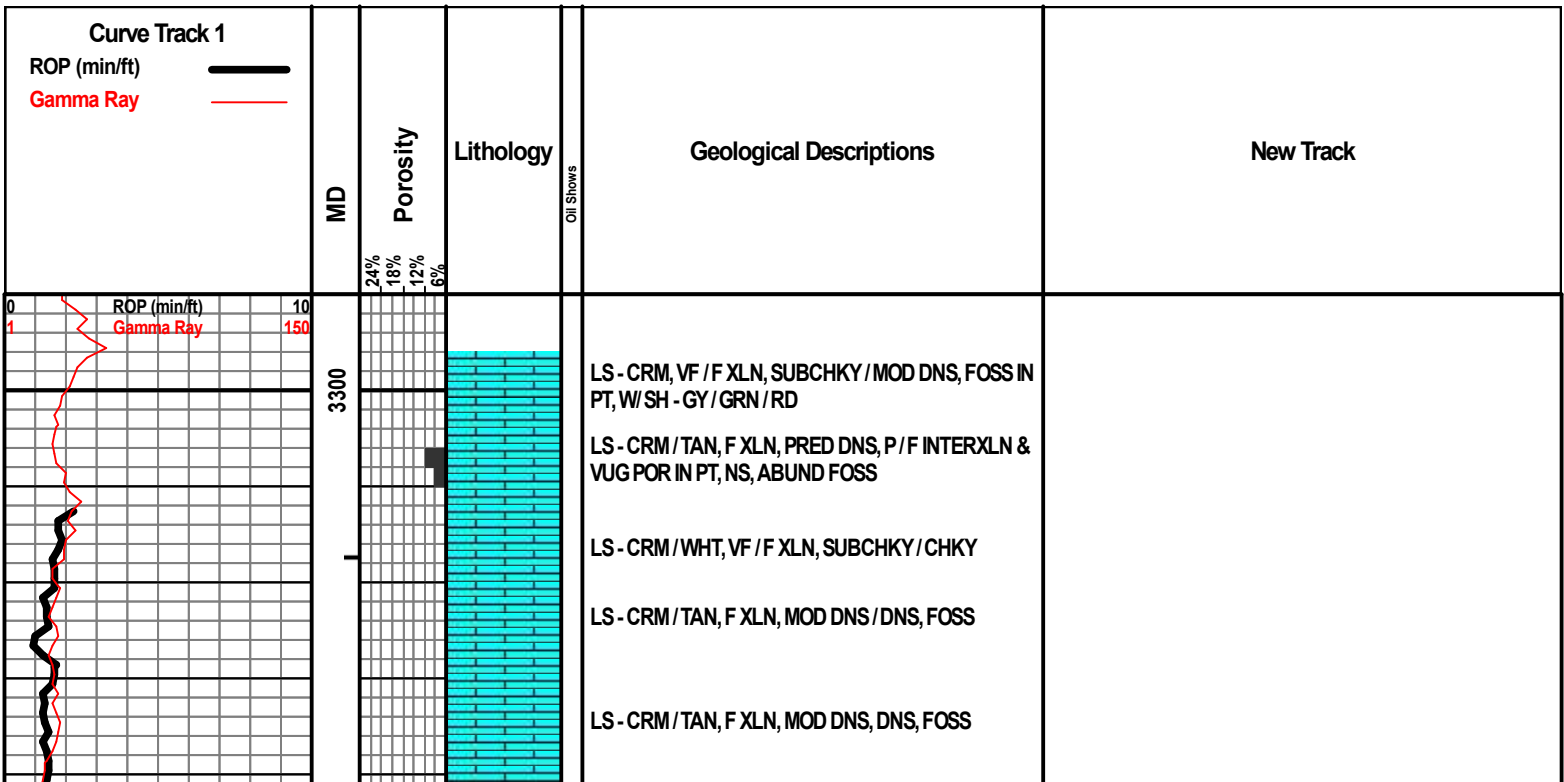 Curve Track 1
ROP (min/ft)
Gamma Ray
MD
Porosity
24%
18%
12%
6%
Lithology
Oil Shows
Geological Descriptions
New Track
0 ROP (min/ft) 10
1 Gamma Ray 150
3300
LS - CRM, VF / F XLN, SUBCHKY / MOD DNS, FOSS IN
PT, W/ SH - GY / GRN / RD
LS - CRM / TAN, F XLN, PRED DNS, P / F INTERXLN &
VUG POR IN PT, NS, ABUND FOSS
LS - CRM / WHT, VF / F XLN, SUBCHKY / CHKY
LS - CRM / TAN, F XLN, MOD DNS / DNS, FOSS
LS - CRM / TAN, F XLN, MOD DNS, DNS, FOSS